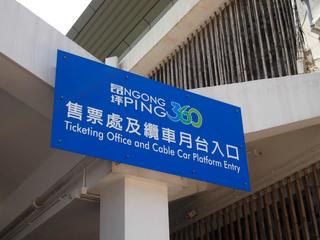 昂 NGONG
坪 PING 360
售票處及纜車月台入口
Ticketing Office and Cable Car Platform Entry